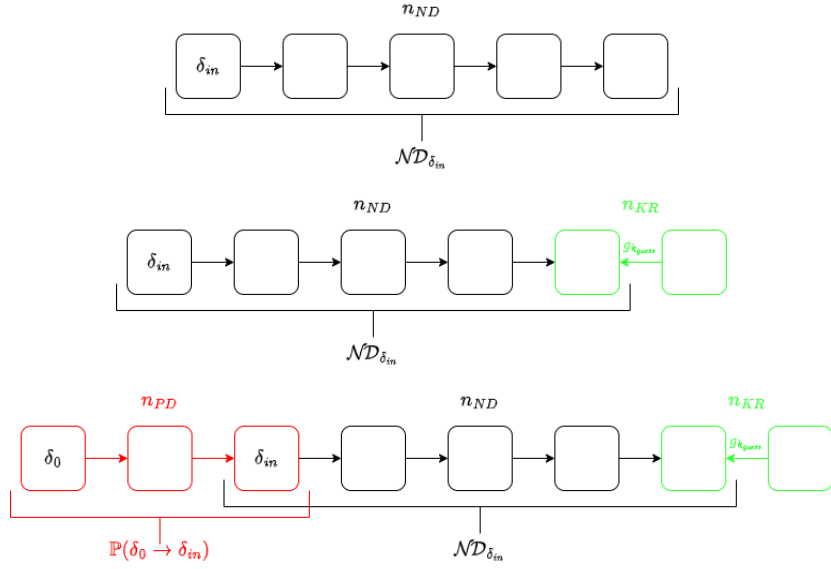 n_{ND}
δ_{in}
𝒩𝒟_{δ_{in}}
n_{ND} n_{KR}
δ_{in} g_{k_{guess}}
𝒩𝒟_{δ_{in}}
n_{PD} n_{ND} n_{KR}
δ_0 δ_{in} g_{k_{guess}}
ℙ(δ_0 → δ_{in}) 𝒩𝒟_{δ_{in}}